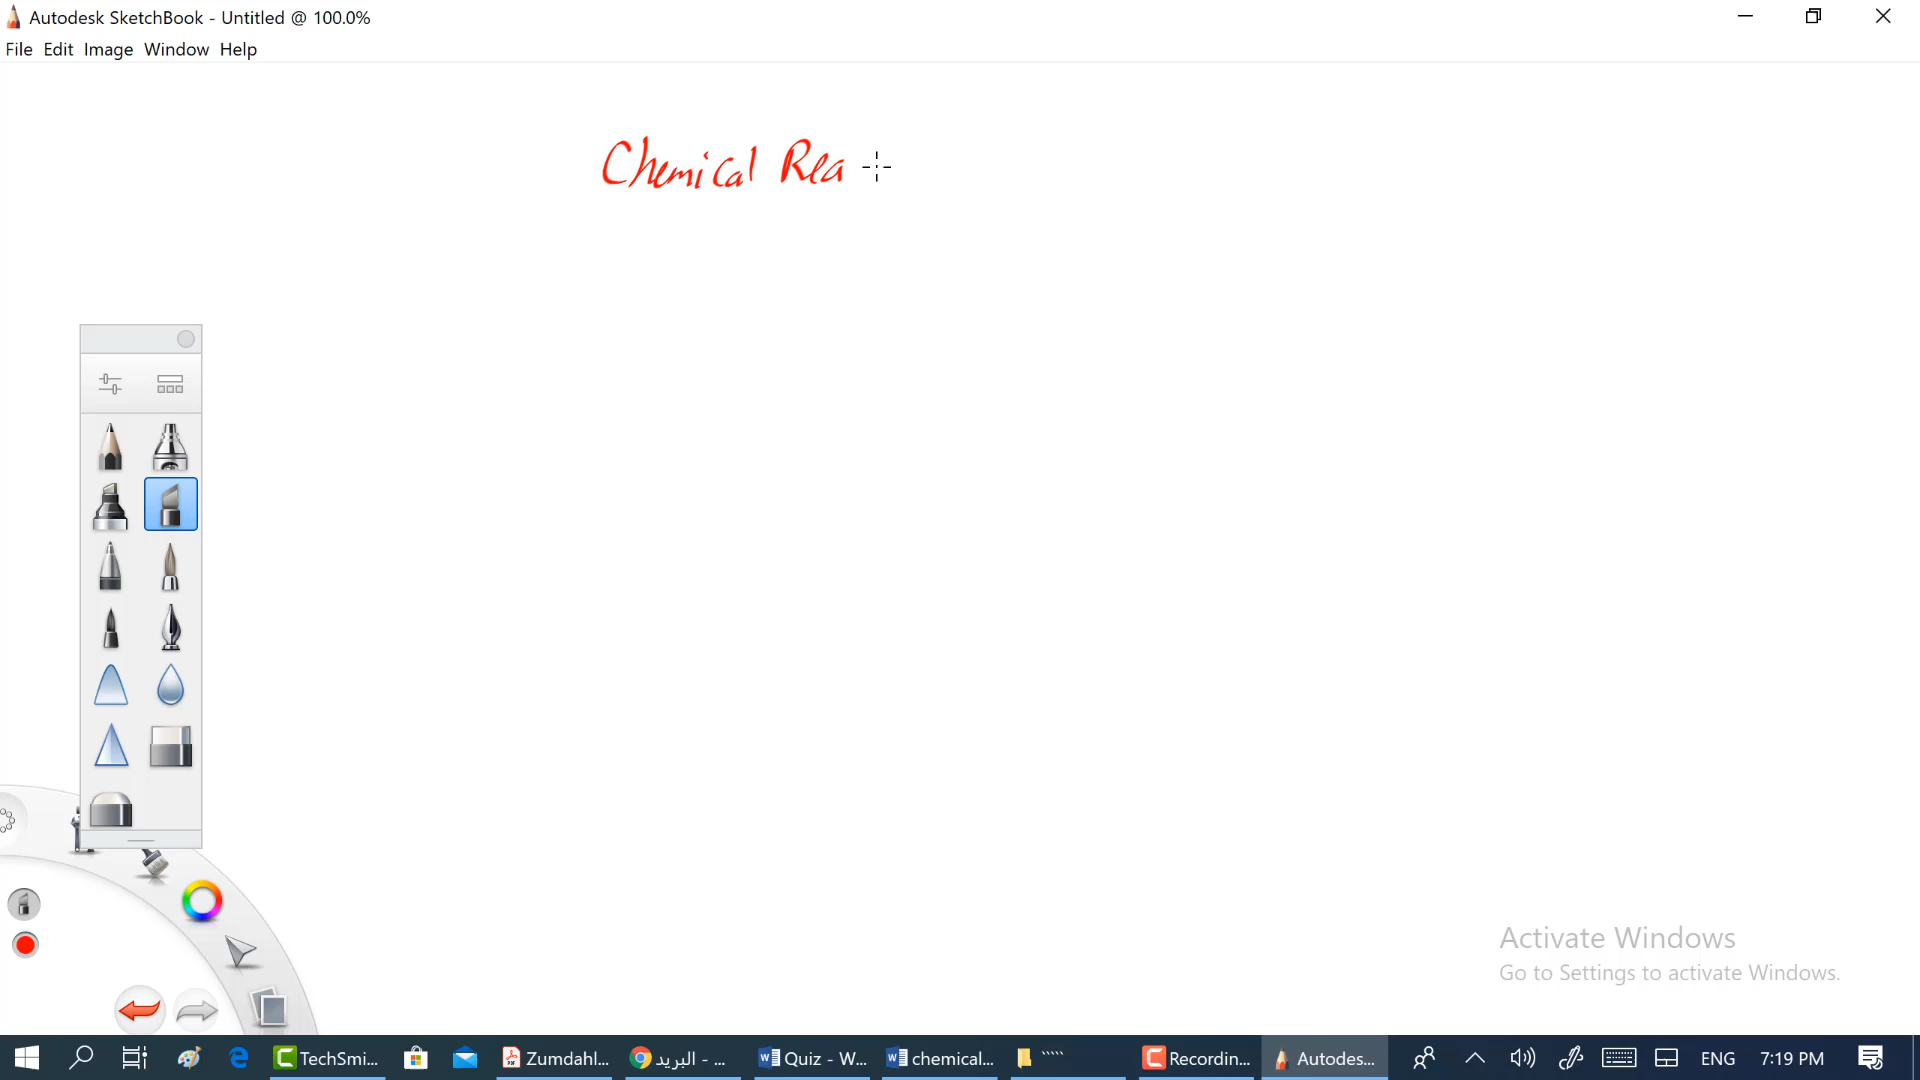 Autodesk SketchBook - Untitled @ 100.0%
File Edit Image Window Help
Chemical Rea
Activate Windows
Go to Settings to activate Windows.
TechSmi... Zumdahl... البريد - ... Quiz - W... chemical... ````` Recordin... Autodes... ENG 7:19 PM